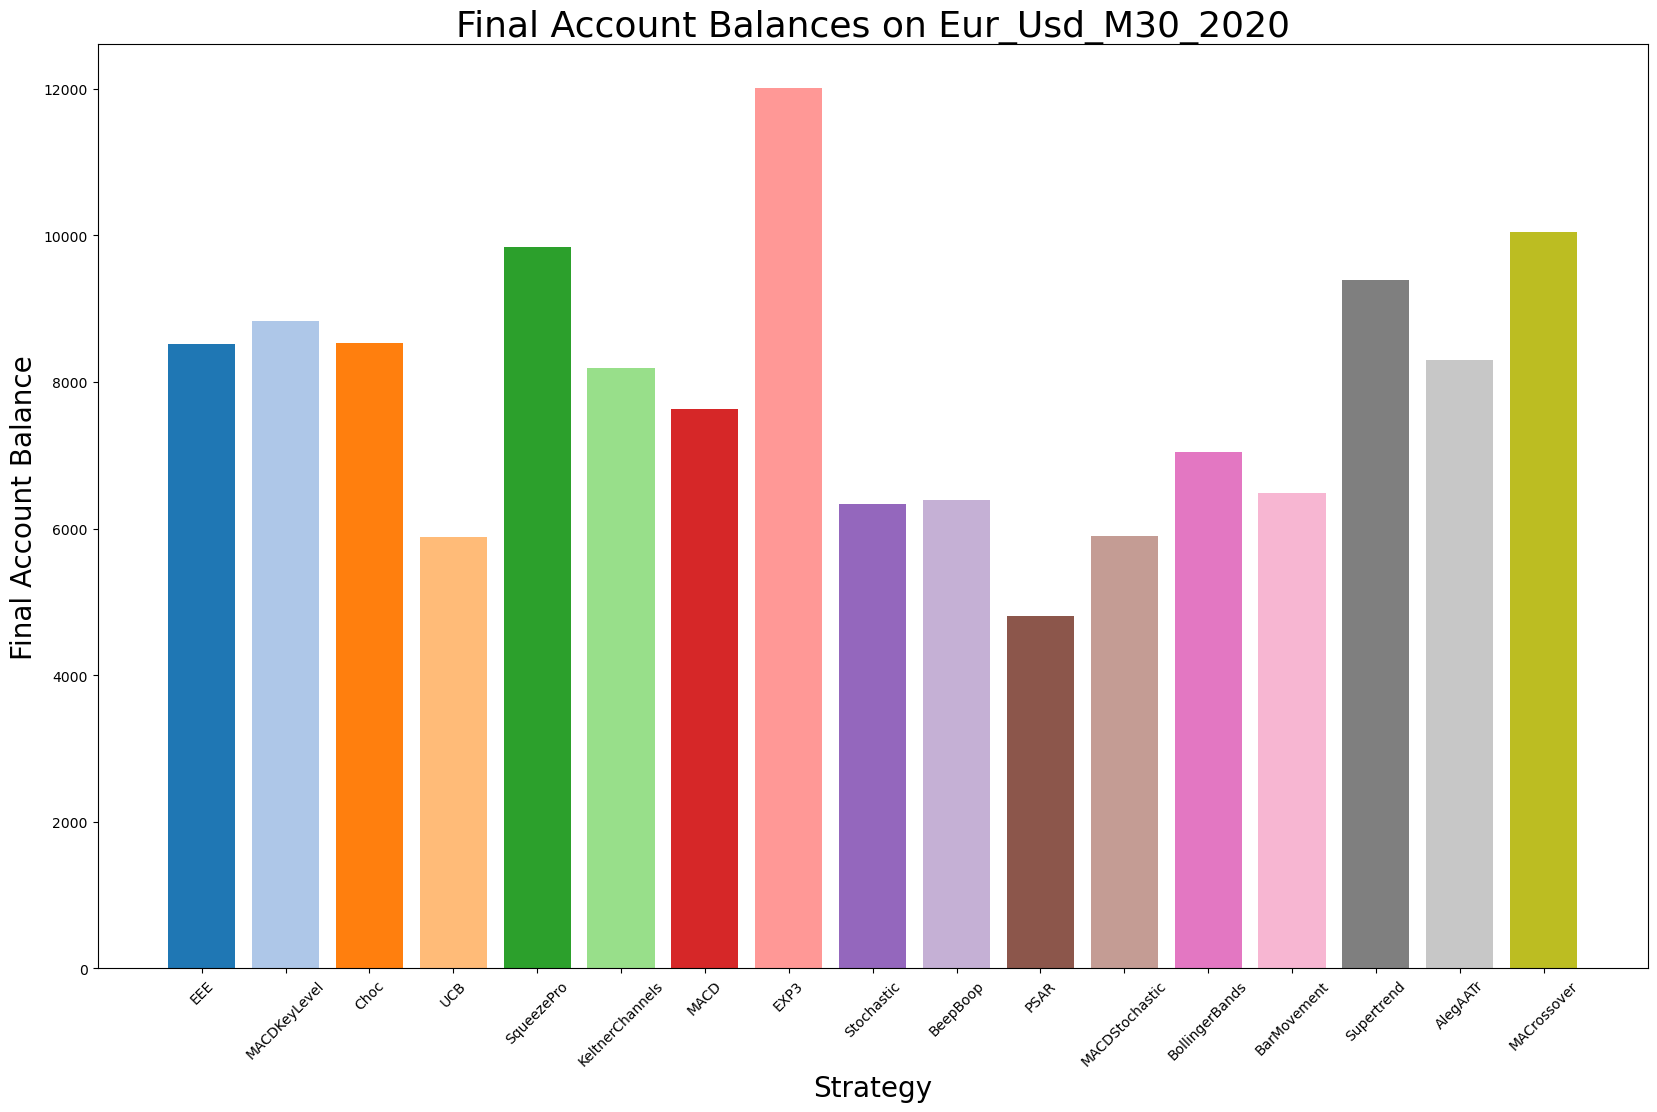 Final Account Balances on Eur_Usd_M30_2020
Final Account Balance
12000
10000
8000
6000
4000
2000
0
EEE
MACDKeyLevel
Choc
UCB
SqueezePro
KeltnerChannels
MACD
EXP3
Stochastic
BeepBoop
PSAR
MACDStochastic
BollingerBands
BarMovement
Supertrend
AlegAATr
MACrossover
Strategy